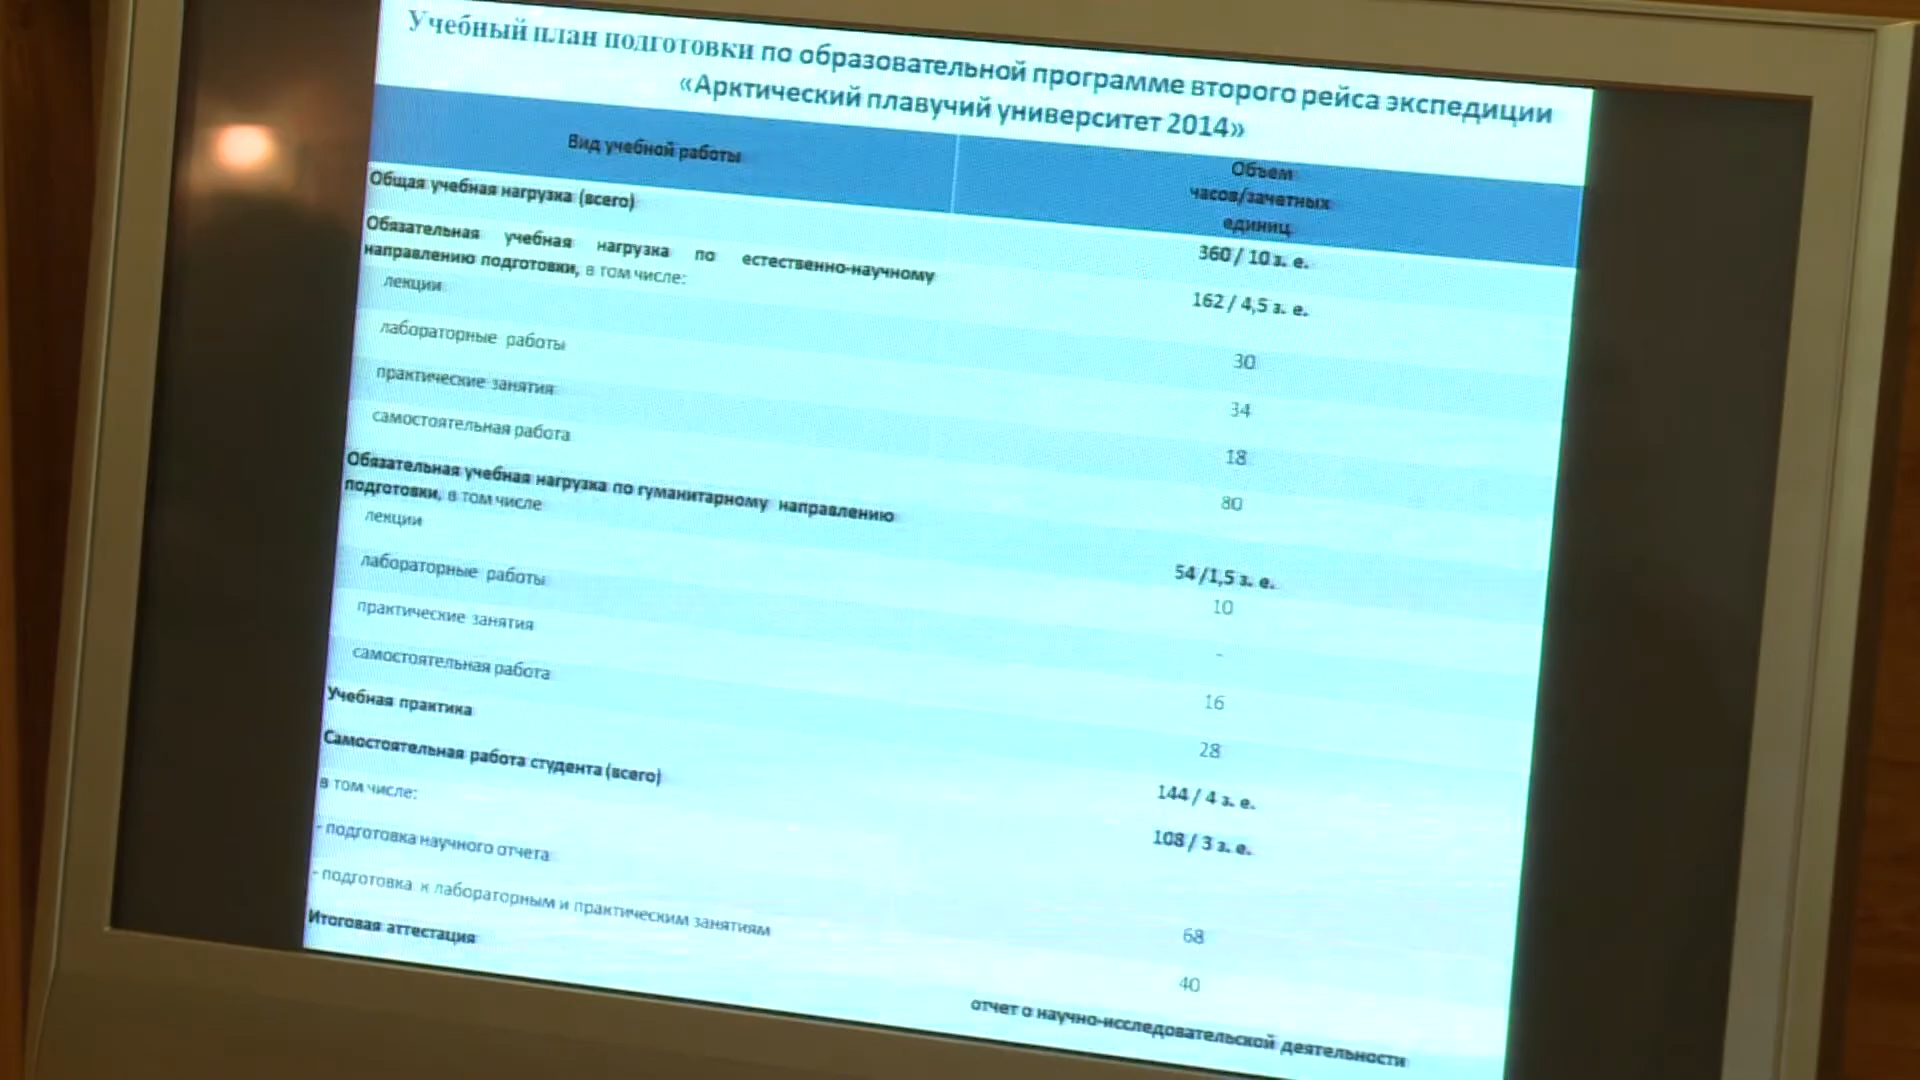 Учебный план подготовки по образовательной программе второго рейса экспедиции
«Арктический плавучий университет 2014»
Вид учебной работы
Объем
часов/зачетных
единиц
Общая учебная нагрузка (всего)
360 / 10 з. е.
Обязательная учебная нагрузка по естественно-научному
направлению подготовки, в том числе:
162 / 4,5 з. е.
лекции
30
лабораторные работы
34
практические занятия
18
самостоятельная работа
80
Обязательная учебная нагрузка по гуманитарному направлению
подготовки, в том числе
54 /1,5 з. е.
лекции
10
лабораторные работы
-
практические занятия
16
самостоятельная работа
28
Учебная практика
144 / 4 з. е.
Самостоятельная работа студента (всего)
108 / 3 з. е.
в том числе:
- подготовка научного отчета
68
- подготовка к лабораторным и практическим занятиям
40
Итоговая аттестация
отчет о научно-исследовательской деятельности